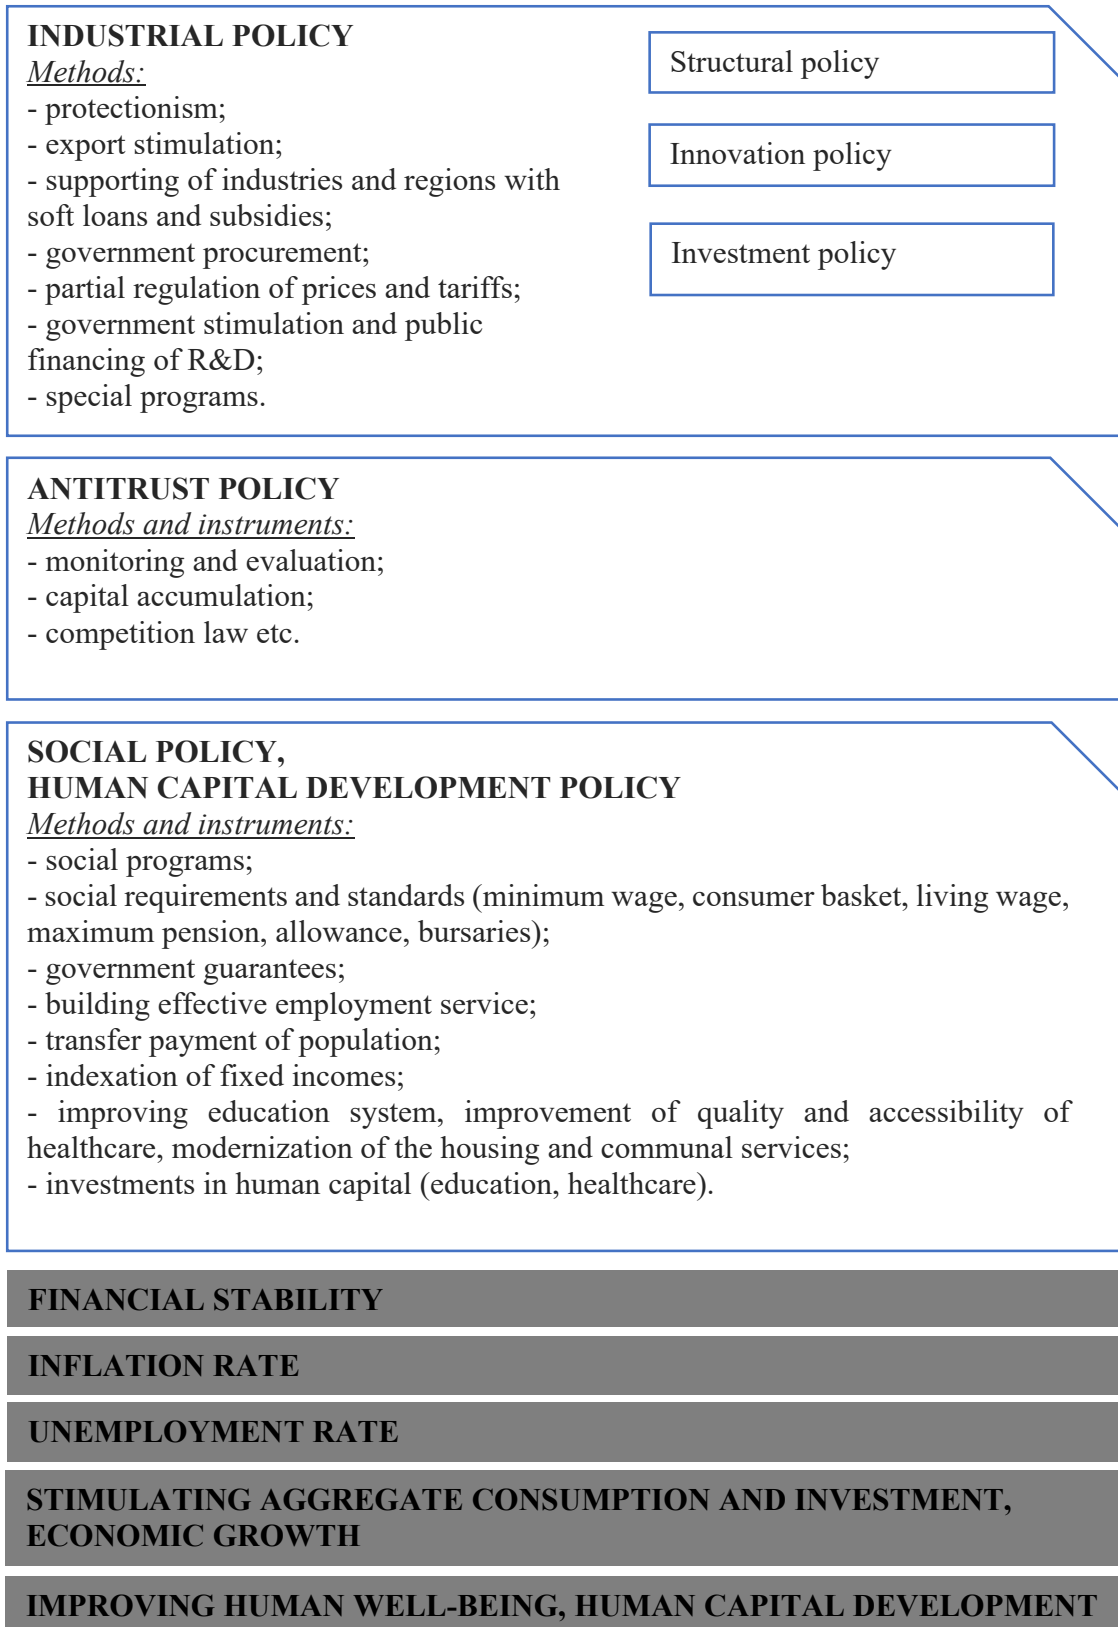 INDUSTRIAL POLICY
Methods:
- protectionism;
- export stimulation;
- supporting of industries and regions with
soft loans and subsidies;
- government procurement;
- partial regulation of prices and tariffs;
- government stimulation and public
financing of R&D;
- special programs.
Structural policy
Innovation policy
Investment policy
ANTITRUST POLICY
Methods and instruments:
- monitoring and evaluation;
- capital accumulation;
- competition law etc.
SOCIAL POLICY,
HUMAN CAPITAL DEVELOPMENT POLICY
Methods and instruments:
- social programs;
- social requirements and standards (minimum wage, consumer basket, living wage,
maximum pension, allowance, bursaries);
- government guarantees;
- building effective employment service;
- transfer payment of population;
- indexation of fixed incomes;
- improving education system, improvement of quality and accessibility of
healthcare, modernization of the housing and communal services;
- investments in human capital (education, healthcare).
FINANCIAL STABILITY
INFLATION RATE
UNEMPLOYMENT RATE
STIMULATING AGGREGATE CONSUMPTION AND INVESTMENT,
ECONOMIC GROWTH
IMPROVING HUMAN WELL-BEING, HUMAN CAPITAL DEVELOPMENT